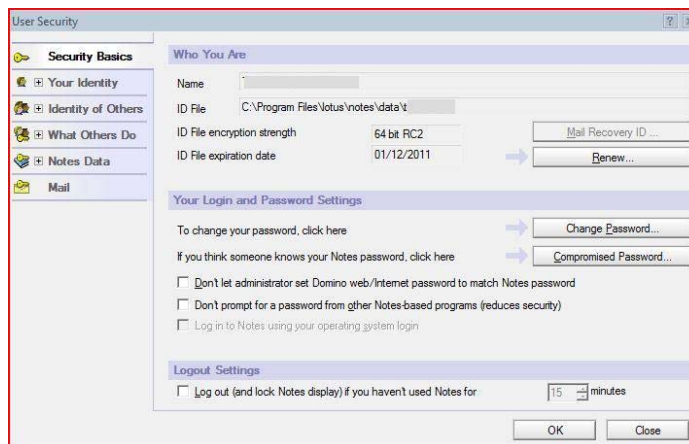 User Security
Security Basics
Your Identity
Identity of Others
What Others Do
Notes Data
Mail
Who You Are
Name
ID File C:\Program Files\lotus\notes\data\t
ID File encryption strength 64 bit RC2 Mail Recovery ID ...
ID File expiration date 01/12/2011 Renew...
Your Login and Password Settings
To change your password, click here Change Password...
If you think someone knows your Notes password, click here Compromised Password...
Don't let administrator set Domino web/Internet password to match Notes password
Don't prompt for a password from other Notes-based programs (reduces security)
Log in to Notes using your operating system login
Logout Settings
Log out (and lock Notes display) if you haven't used Notes for 15 minutes
OK Close